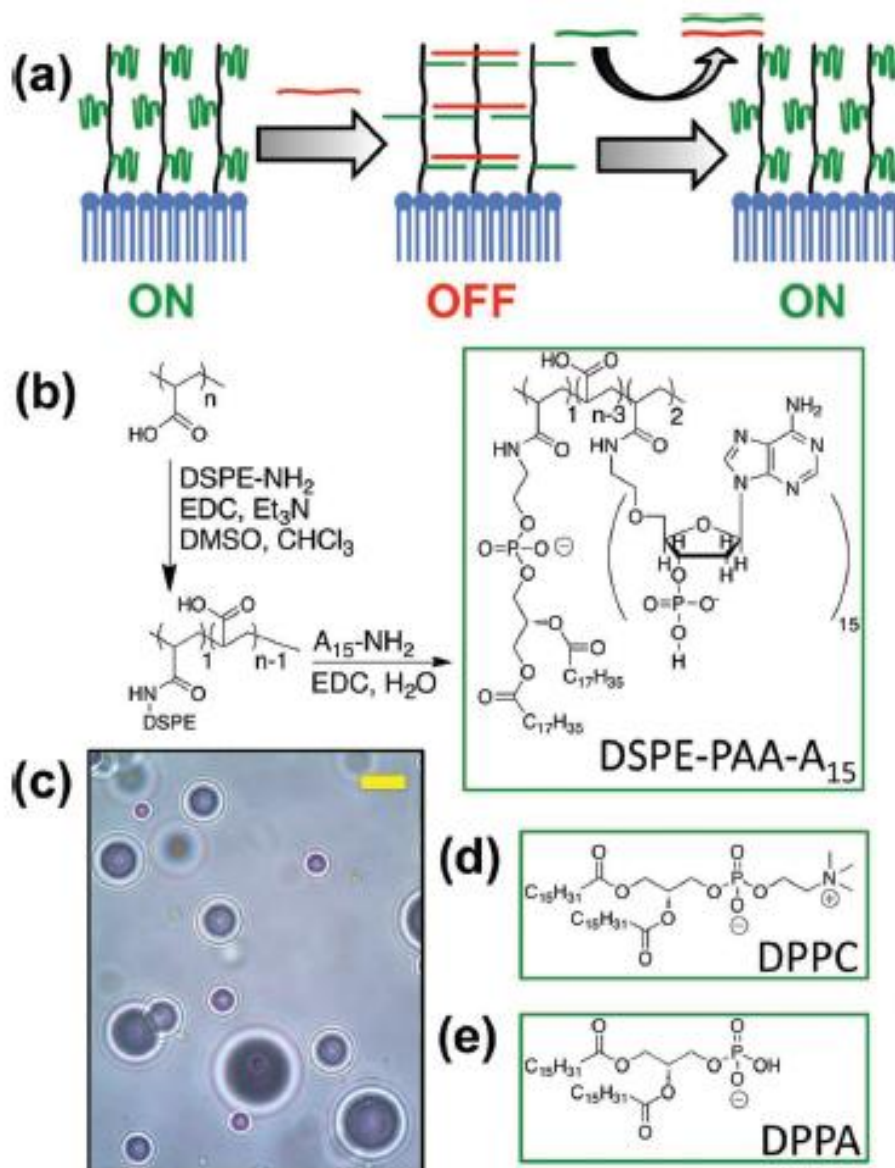 (a)
ON
OFF
ON
(b)
n
HO
O
DSPE-NH₂
EDC, Et₃N
DMSO, CHCl₃
HO
O
1
n-1
HN
O
DSPE
A₁₅-NH₂
EDC, H₂O
HO
O
1
n-3
2
HN
O
HN
O
NH₂
N
N
N
N
O
O
O
O=P-O⊖
O
H
H
H
H
O
O
O=P-O⁻
O
H
15
O
O
C₁₇H₃₅
O
O
C₁₇H₃₅
DSPE-PAA-A₁₅
(c)
(d)
O
C₁₅H₃₁
O
O
P
O
O
⊖
N
⊕
C₁₅H₃₁
O
O
DPPC
(e)
O
C₁₅H₃₁
O
O
P
O
OH
O
⊖
C₁₅H₃₁
O
O
DPPA